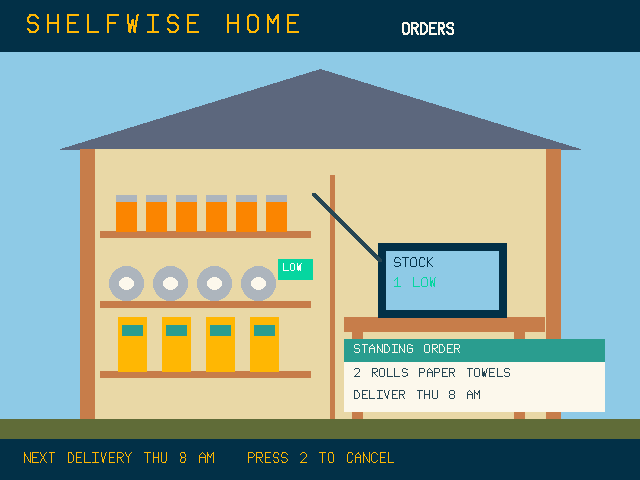 SHELFWISE HOME
ORDERS
LOW
STOCK
1 LOW
STANDING ORDER
2 ROLLS PAPER TOWELS
DELIVER THU 8 AM
NEXT DELIVERY THU 8 AM
PRESS 2 TO CANCEL